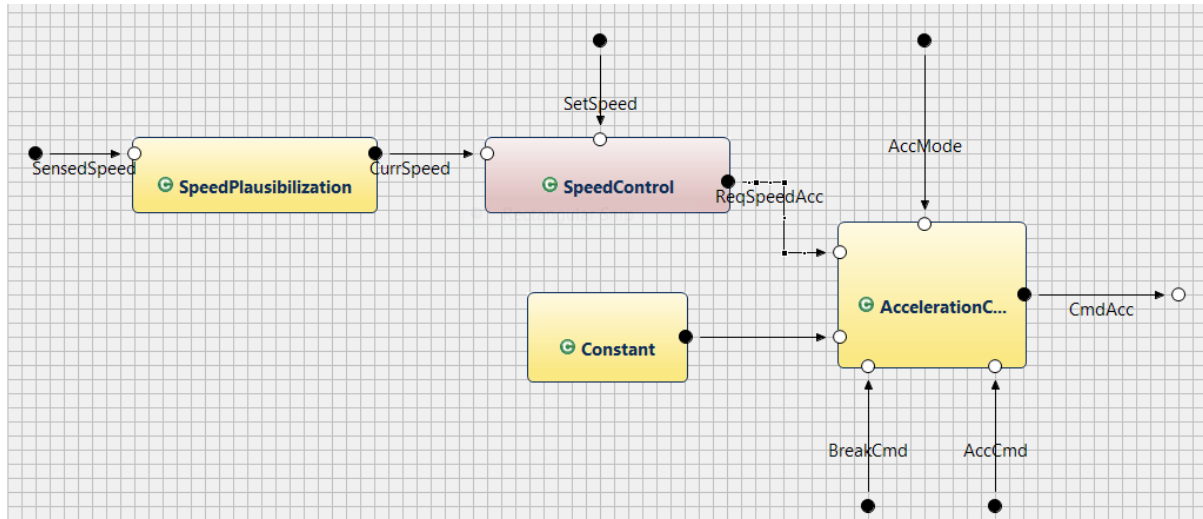 SetSpeed
AccMode
SensedSpeed
C SpeedPlausibilization
CurrSpeed
C SpeedControl
ReqSpeedAcc
C AccelerationC...
CmdAcc
C Constant
BreakCmd
AccCmd